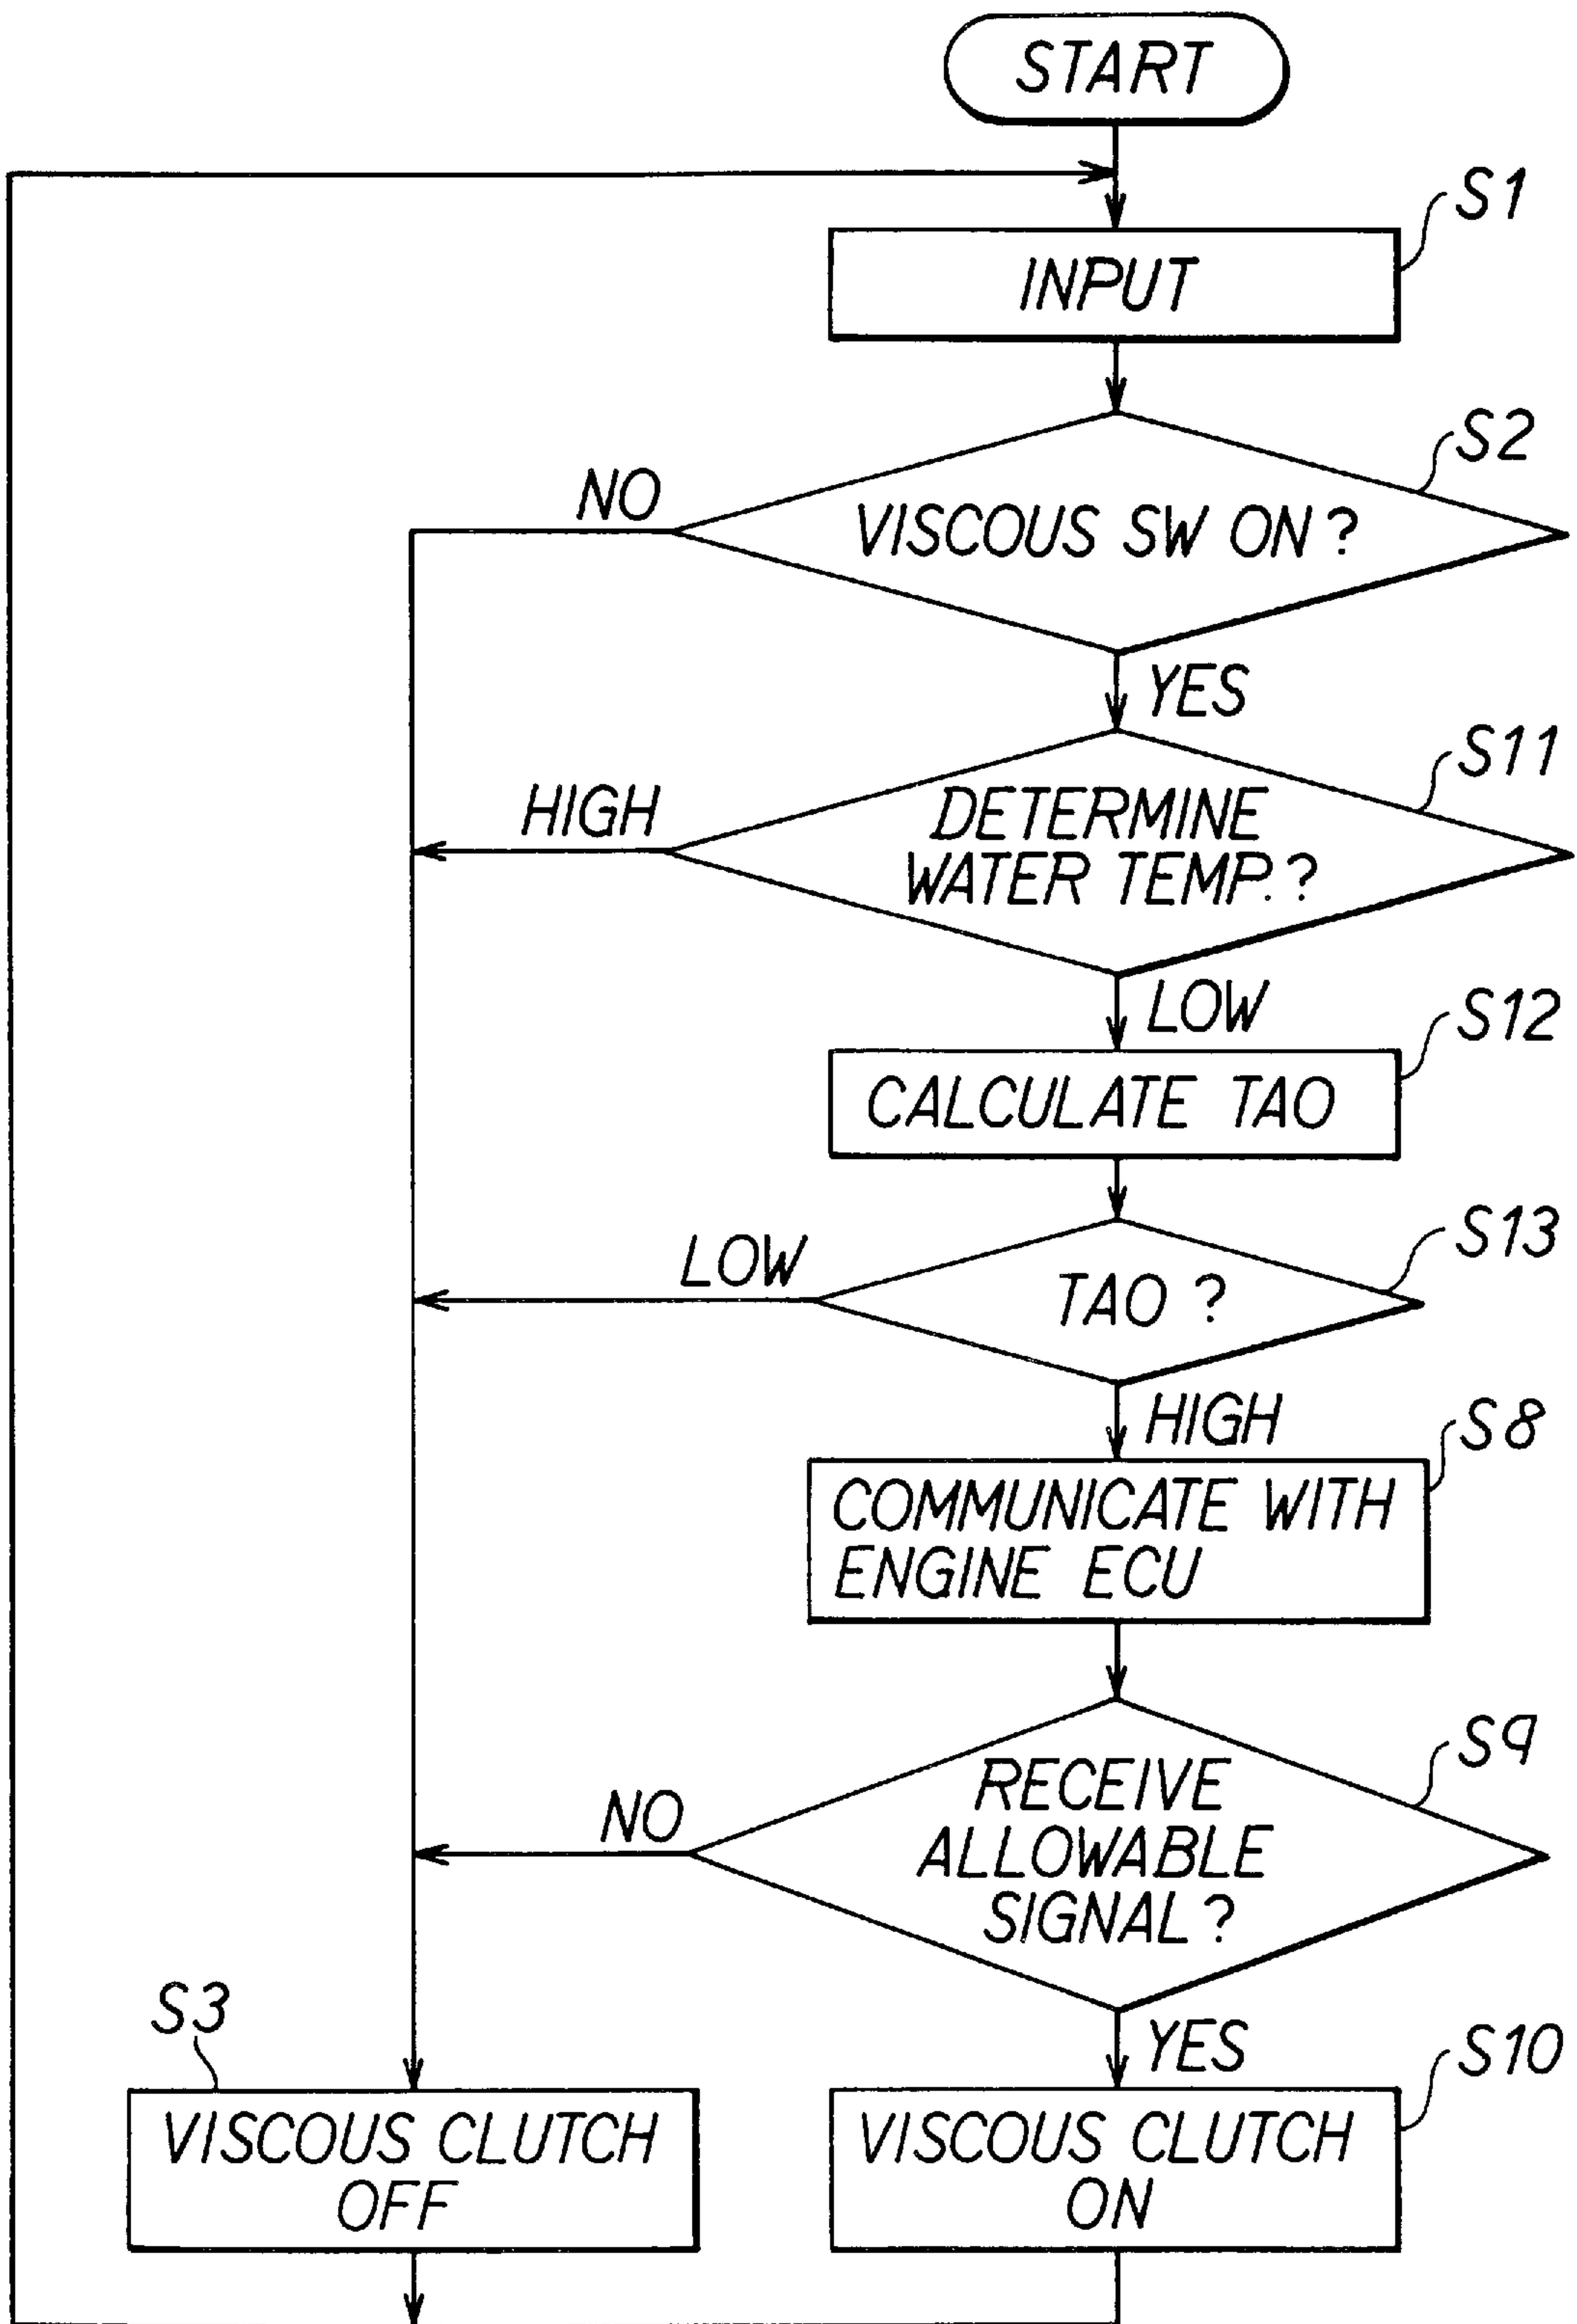 START
S1
INPUT
S2
NO
VISCOUS SW ON?
YES
S11
HIGH
DETERMINE
WATER TEMP.?
LOW
S12
CALCULATE TAO
S13
LOW
TAO ?
HIGH
S8
COMMUNICATE WITH
ENGINE ECU
S9
NO
RECEIVE
ALLOWABLE
SIGNAL?
S3
YES
S10
VISCOUS CLUTCH
OFF
VISCOUS CLUTCH
ON